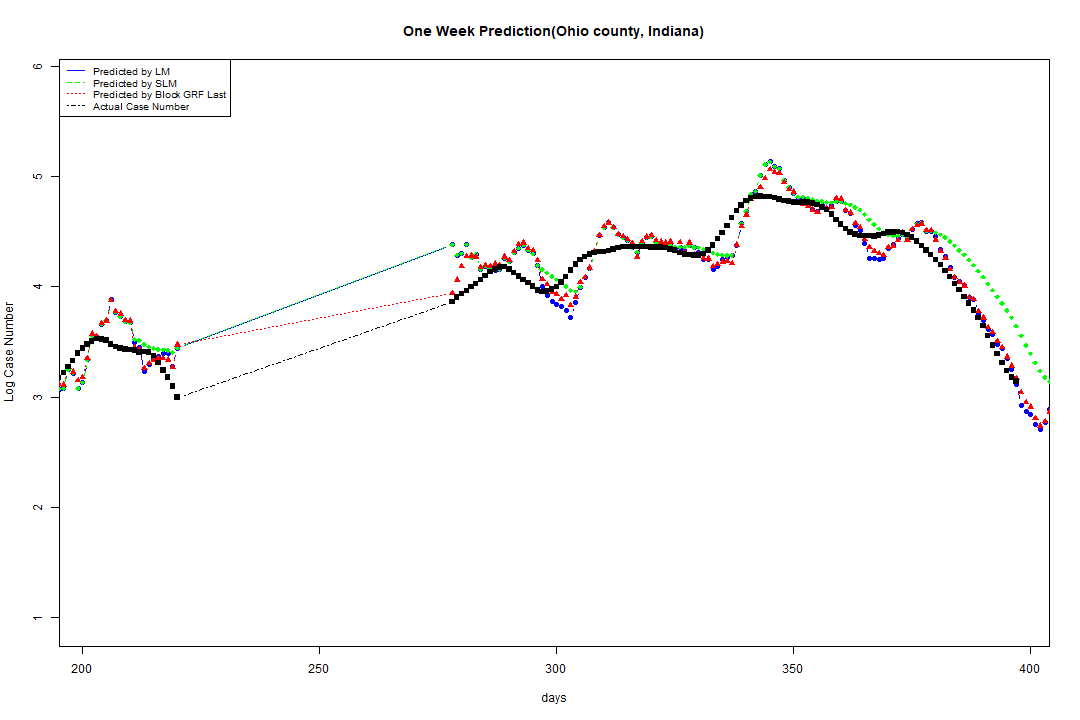 One Week Prediction(Ohio county, Indiana)
Predicted by LM
Predicted by SLM
Predicted by Block GRF Last
Actual Case Number
6
5
4
3
2
1
Log Case Number
200 250 300 350 400
days